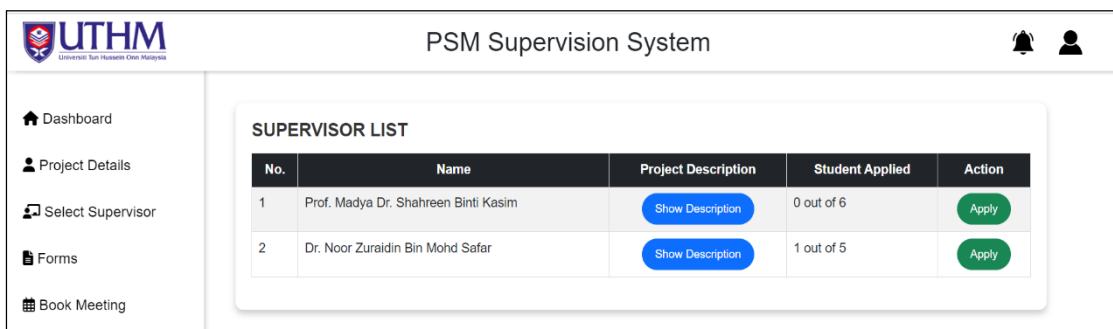 UTHM
Universiti Tun Hussein Onn Malaysia
PSM Supervision System
Dashboard
Project Details
Select Supervisor
Forms
Book Meeting
SUPERVISOR LIST
No. Name Project Description Student Applied Action
1 Prof. Madya Dr. Shahreen Binti Kasim Show Description 0 out of 6 Apply
2 Dr. Noor Zuraidin Bin Mohd Safar Show Description 1 out of 5 Apply